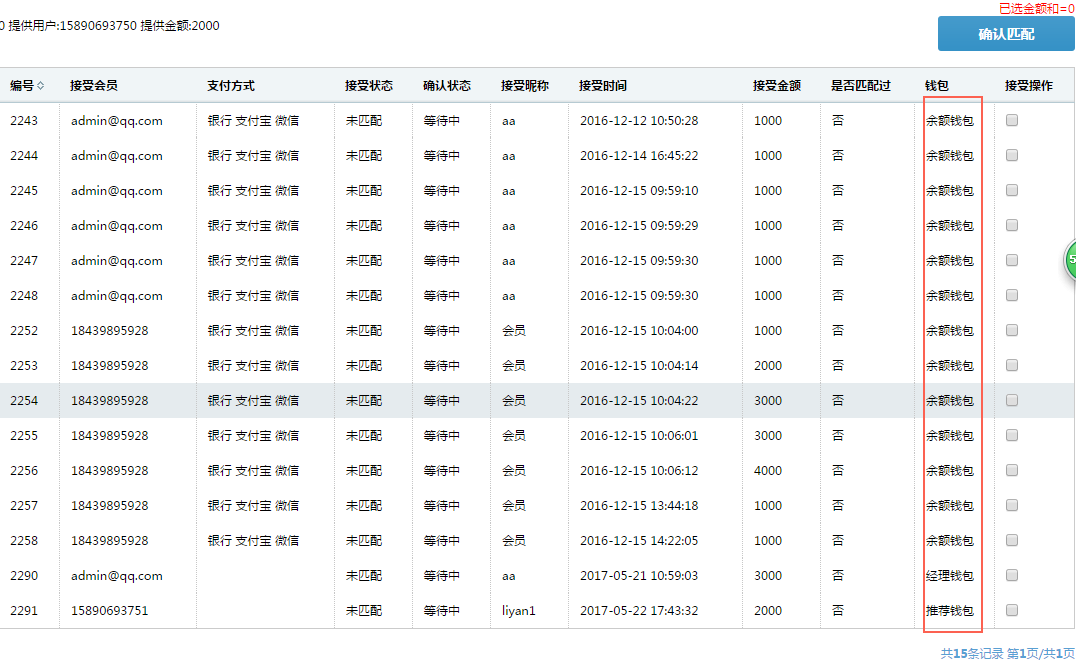 已选金额和=0
0 提供用户:15890693750 提供金额:2000
确认匹配
编号 接受会员 支付方式 接受状态 确认状态 接受昵称 接受时间 接受金额 是否匹配过 钱包 接受操作
2243 admin@qq.com 银行 支付宝 微信 未匹配 等待中 aa 2016-12-12 10:50:28 1000 否 余额钱包
2244 admin@qq.com 银行 支付宝 微信 未匹配 等待中 aa 2016-12-14 16:45:22 1000 否 余额钱包
2245 admin@qq.com 银行 支付宝 微信 未匹配 等待中 aa 2016-12-15 09:59:10 1000 否 余额钱包
2246 admin@qq.com 银行 支付宝 微信 未匹配 等待中 aa 2016-12-15 09:59:29 1000 否 余额钱包
2247 admin@qq.com 银行 支付宝 微信 未匹配 等待中 aa 2016-12-15 09:59:30 1000 否 余额钱包
5
2248 admin@qq.com 银行 支付宝 微信 未匹配 等待中 aa 2016-12-15 09:59:30 1000 否 余额钱包
2252 18439895928 银行 支付宝 微信 未匹配 等待中 会员 2016-12-15 10:04:00 1000 否 余额钱包
2253 18439895928 银行 支付宝 微信 未匹配 等待中 会员 2016-12-15 10:04:14 2000 否 余额钱包
2254 18439895928 银行 支付宝 微信 未匹配 等待中 会员 2016-12-15 10:04:22 3000 否 余额钱包
2255 18439895928 银行 支付宝 微信 未匹配 等待中 会员 2016-12-15 10:06:01 3000 否 余额钱包
2256 18439895928 银行 支付宝 微信 未匹配 等待中 会员 2016-12-15 10:06:12 4000 否 余额钱包
2257 18439895928 银行 支付宝 微信 未匹配 等待中 会员 2016-12-15 13:44:18 1000 否 余额钱包
2258 18439895928 银行 支付宝 微信 未匹配 等待中 会员 2016-12-15 14:22:05 1000 否 余额钱包
2290 admin@qq.com 未匹配 等待中 aa 2017-05-21 10:59:03 3000 否 经理钱包
2291 15890693751 未匹配 等待中 liyan1 2017-05-22 17:43:32 2000 否 推荐钱包
共15条记录 第1页/共1页